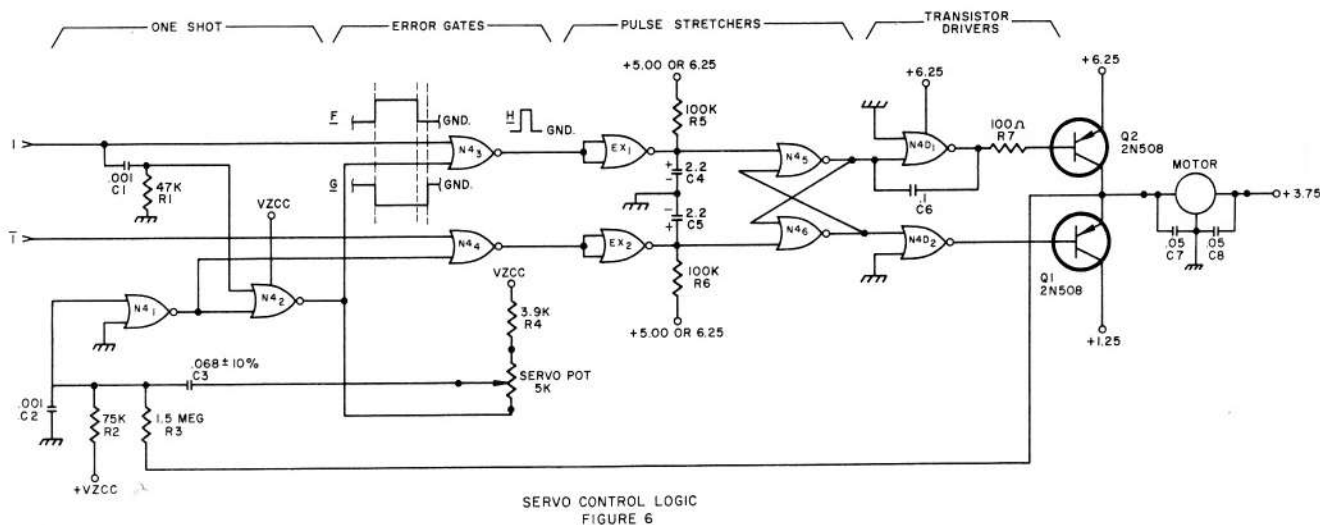 ONE SHOT
ERROR GATES
PULSE STRETCHERS
TRANSISTOR
DRIVERS
+5.00 OR 6.25
+6.25
+6.25
F
GND.
H
GND.
100K
R5
100Ω
R7
Q2
2N508
1
N4₃
EX₁
N4₅
N4D₁
.001
C1
47K
R1
G
GND.
+
2.2
−
C4
.1
C6
MOTOR
+3.75
−
2.2
+
C5
1̅
VZCC
N4₄
EX₂
N4₆
N4D₂
.05
C7
.05
C8
VZCC
100K
R6
Q1
2N508
N4₁
N4₂
3.9K
R4
+5.00 OR 6.25
+1.25
.068±10%
C3
SERVO POT
5K
.001
C2
75K
R2
1.5 MEG
R3
+VZCC
SERVO CONTROL LOGIC
FIGURE 6